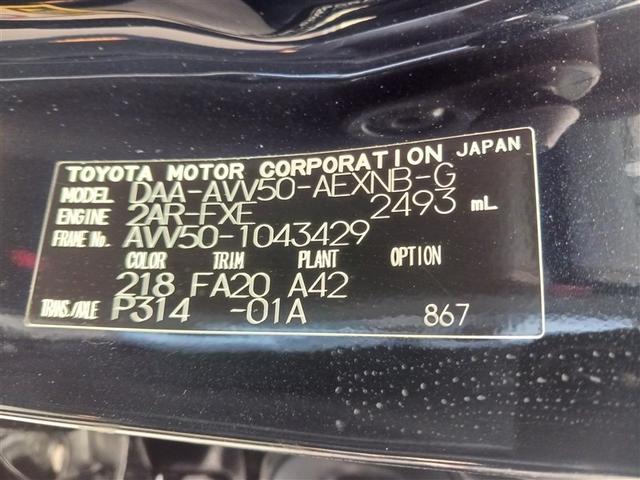 TOYOTA MOTOR CORPORATION JAPAN
MODEL DAA-AVV50-AEXNB-G
ENGINE 2AR-FXE 2493 mL
FRAME No. AVV50-1043429
COLOR TRIM PLANT OPTION
218 FA20 A42
TRANS./AXLE P314 -01A 867